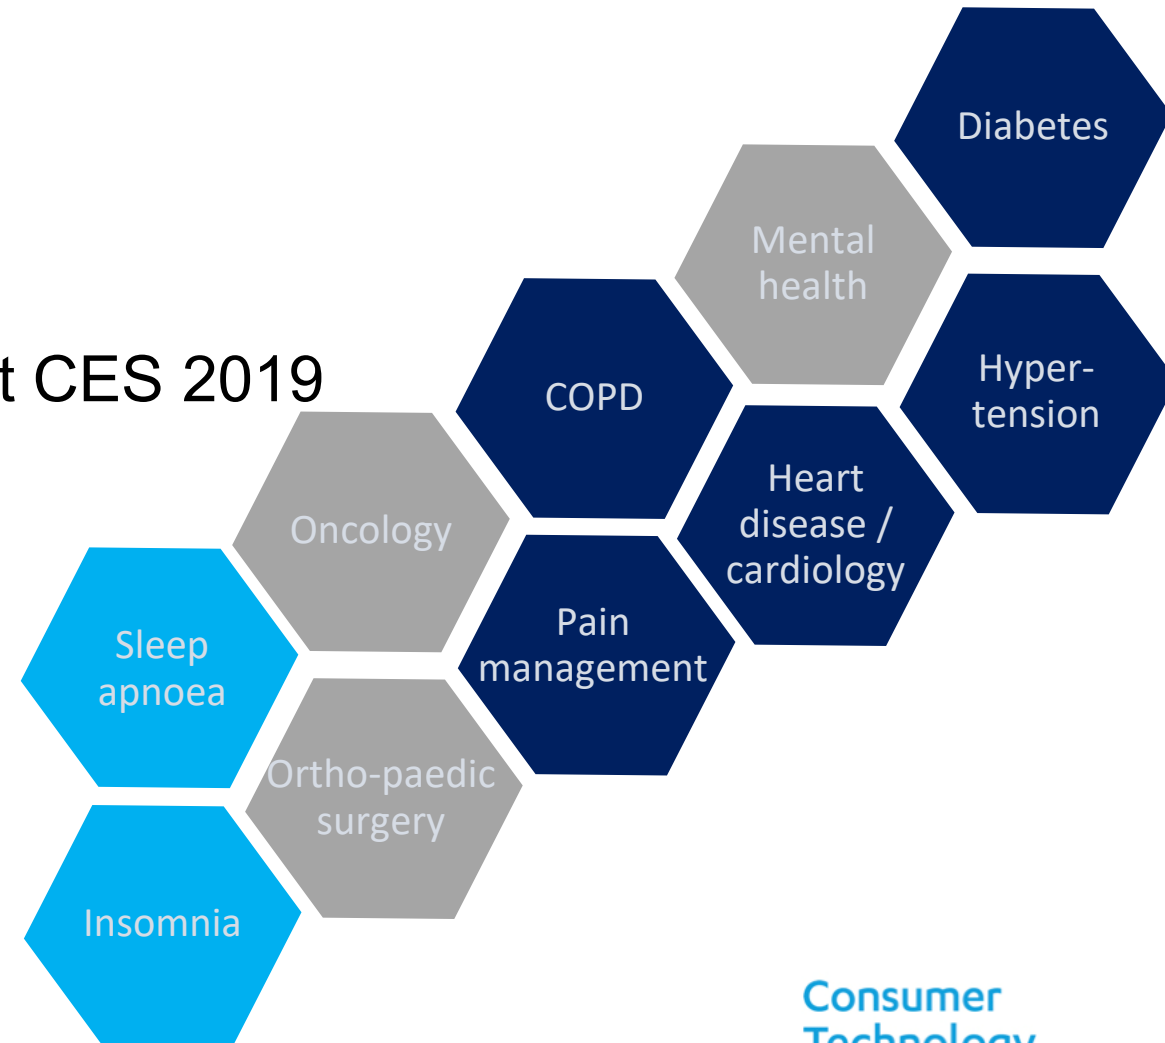 Diabetes
Mental
health
Hyper-
tension
t CES 2019
COPD
Heart
disease /
cardiology
Oncology
Pain
management
Sleep
apnoea
Ortho-paedic
surgery
Insomnia
Consumer
Technology